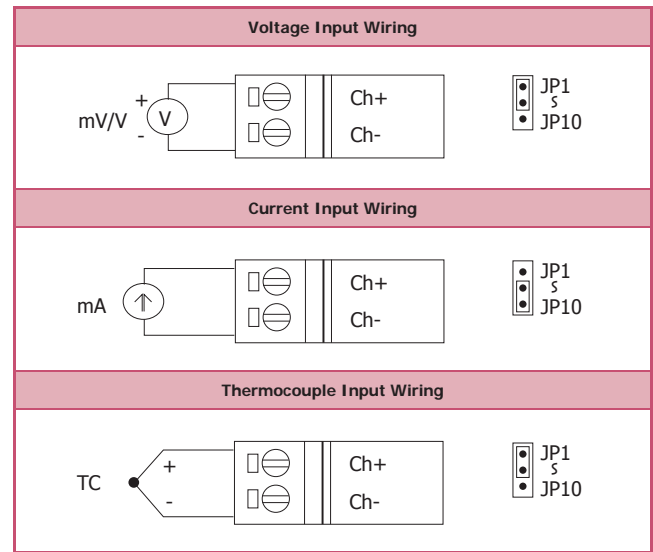 Voltage Input Wiring
+
mV/V
V
-
Ch+
Ch-
JP1
~
JP10
Current Input Wiring
mA
Ch+
Ch-
JP1
~
JP10
Thermocouple Input Wiring
TC
+
-
Ch+
Ch-
JP1
~
JP10